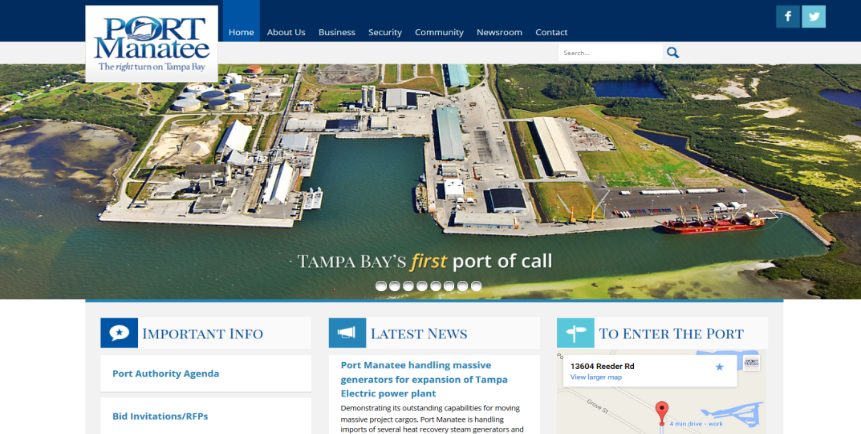 PORT
Manatee
The right turn on Tampa Bay
Home About Us Business Security Community Newsroom Contact
Search...
TAMPA BAY'S first port of call
IMPORTANT INFO
Port Authority Agenda
Bid Invitations/RFPs
LATEST NEWS
Port Manatee handling massive
generators for expansion of Tampa
Electric power plant
Demonstrating its outstanding capabilities for moving
massive project cargos, Port Manatee is handling
imports of several heat recovery steam generators and
TO ENTER THE PORT
13604 Reeder Rd
View larger map
Grove St
4 min drive - work